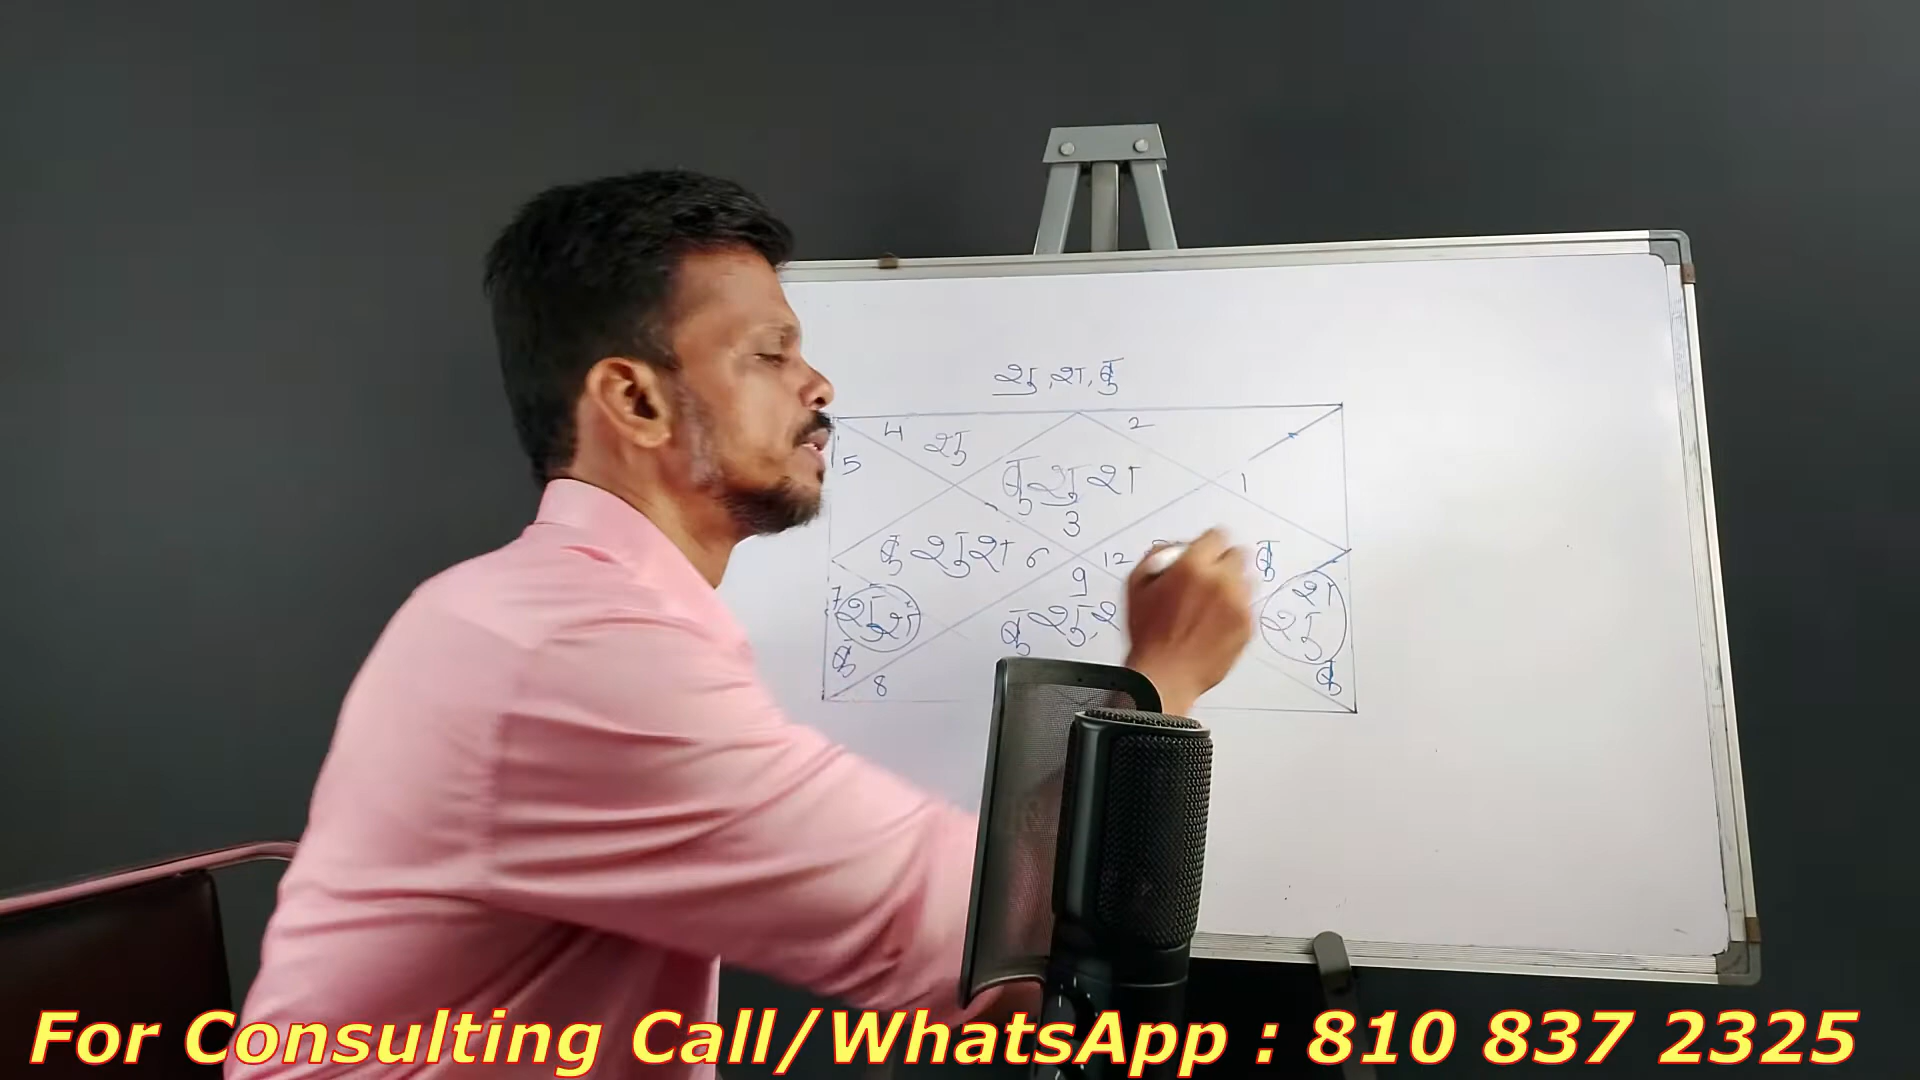 शु, श, बु
4
2
शु
5
बु शु श
1
3
बु शु श 6
12
बु
9
7
शु श
श
बु शु,
शु
बु
बु
8
For Consulting Call/WhatsApp : 810 837 2325